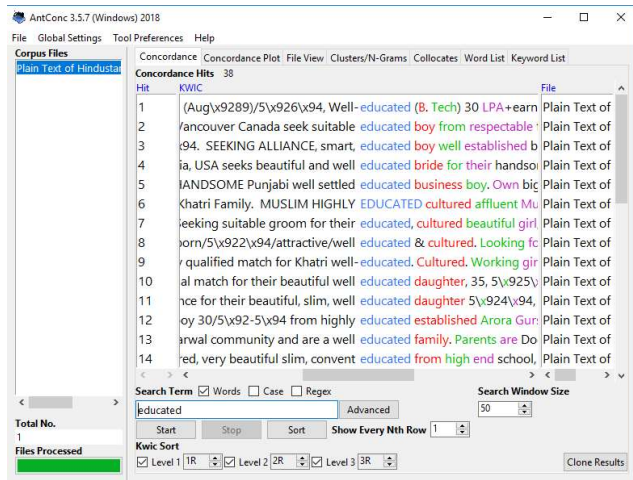 AntConc 3.5.7 (Windows) 2018
File Global Settings Tool Preferences Help
Corpus Files
Plain Text of Hindustan
Total No.
1
Files Processed
Concordance Concordance Plot File View Clusters/N-Grams Collocates Word List Keyword List
Concordance Hits 38
Hit KWIC File
1 (Aug\x9289)/5\x926\x94, Well-educated (B. Tech) 30 LPA+earn Plain Text of
2 Vancouver Canada seek suitable educated boy from respectable Plain Text of
3 x94. SEEKING ALLIANCE, smart, educated boy well established b Plain Text of
4 ia, USA seeks beautiful and well educated bride for their handso Plain Text of
5 HANDSOME Punjabi well settled educated business boy. Own big Plain Text of
6 Khatri Family. MUSLIM HIGHLY EDUCATED cultured affluent Mu Plain Text of
7 Seeking suitable groom for their educated, cultured beautiful girl Plain Text of
8 born/5\x922\x94/attractive/well educated & cultured. Looking fo Plain Text of
9 y qualified match for Khatri well-educated. Cultured. Working gir Plain Text of
10 al match for their beautiful well educated daughter, 35, 5\x925\ Plain Text of
11 nce for their beautiful, slim, well educated daughter 5\x924\x94, Plain Text of
12 boy 30/5\x92-5\x94 from highly educated established Arora Gur Plain Text of
13 arwal community and are a well educated family. Parents are Do Plain Text of
14 red, very beautiful slim, convent educated from high end school, Plain Text of
Search Term Words Case Regex Search Window Size
educated Advanced 50
Start Stop Sort Show Every Nth Row 1
Kwic Sort
Level 1 1R Level 2 2R Level 3 3R Clone Results